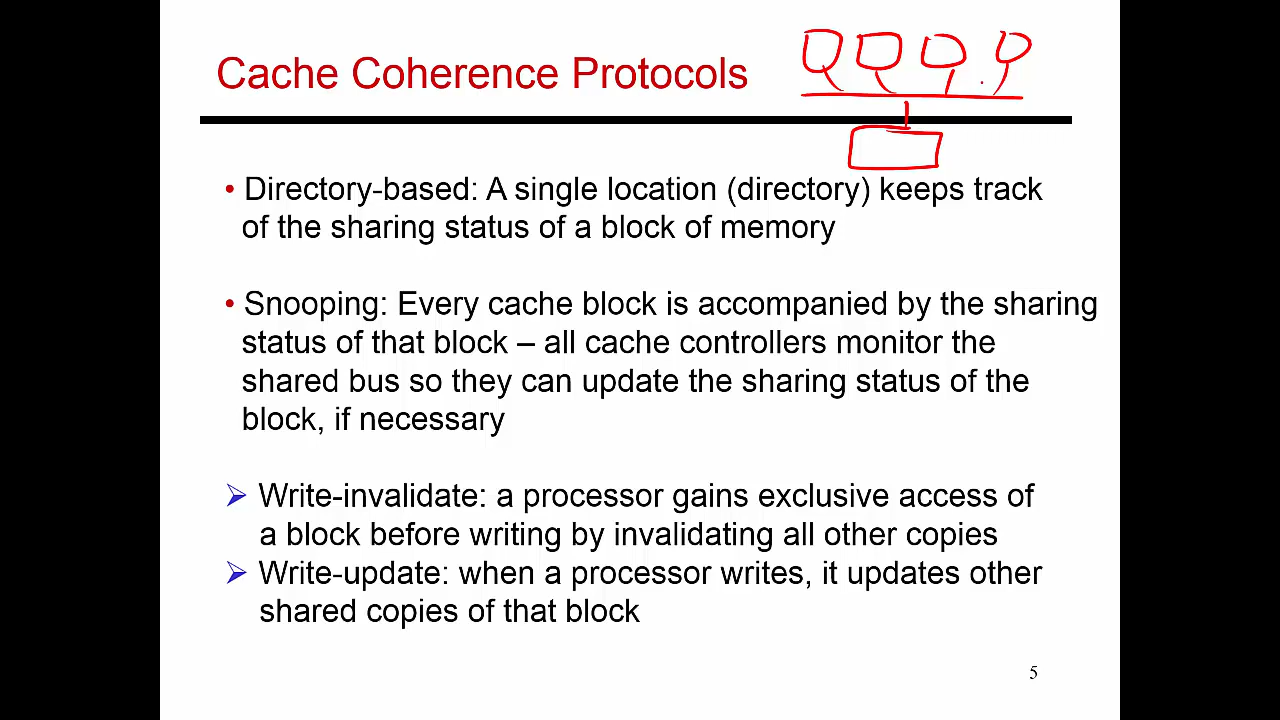 Cache Coherence Protocols
• Directory-based: A single location (directory) keeps track
of the sharing status of a block of memory
• Snooping: Every cache block is accompanied by the sharing
status of that block – all cache controllers monitor the
shared bus so they can update the sharing status of the
block, if necessary
➢ Write-invalidate: a processor gains exclusive access of
a block before writing by invalidating all other copies
➢ Write-update: when a processor writes, it updates other
shared copies of that block
5